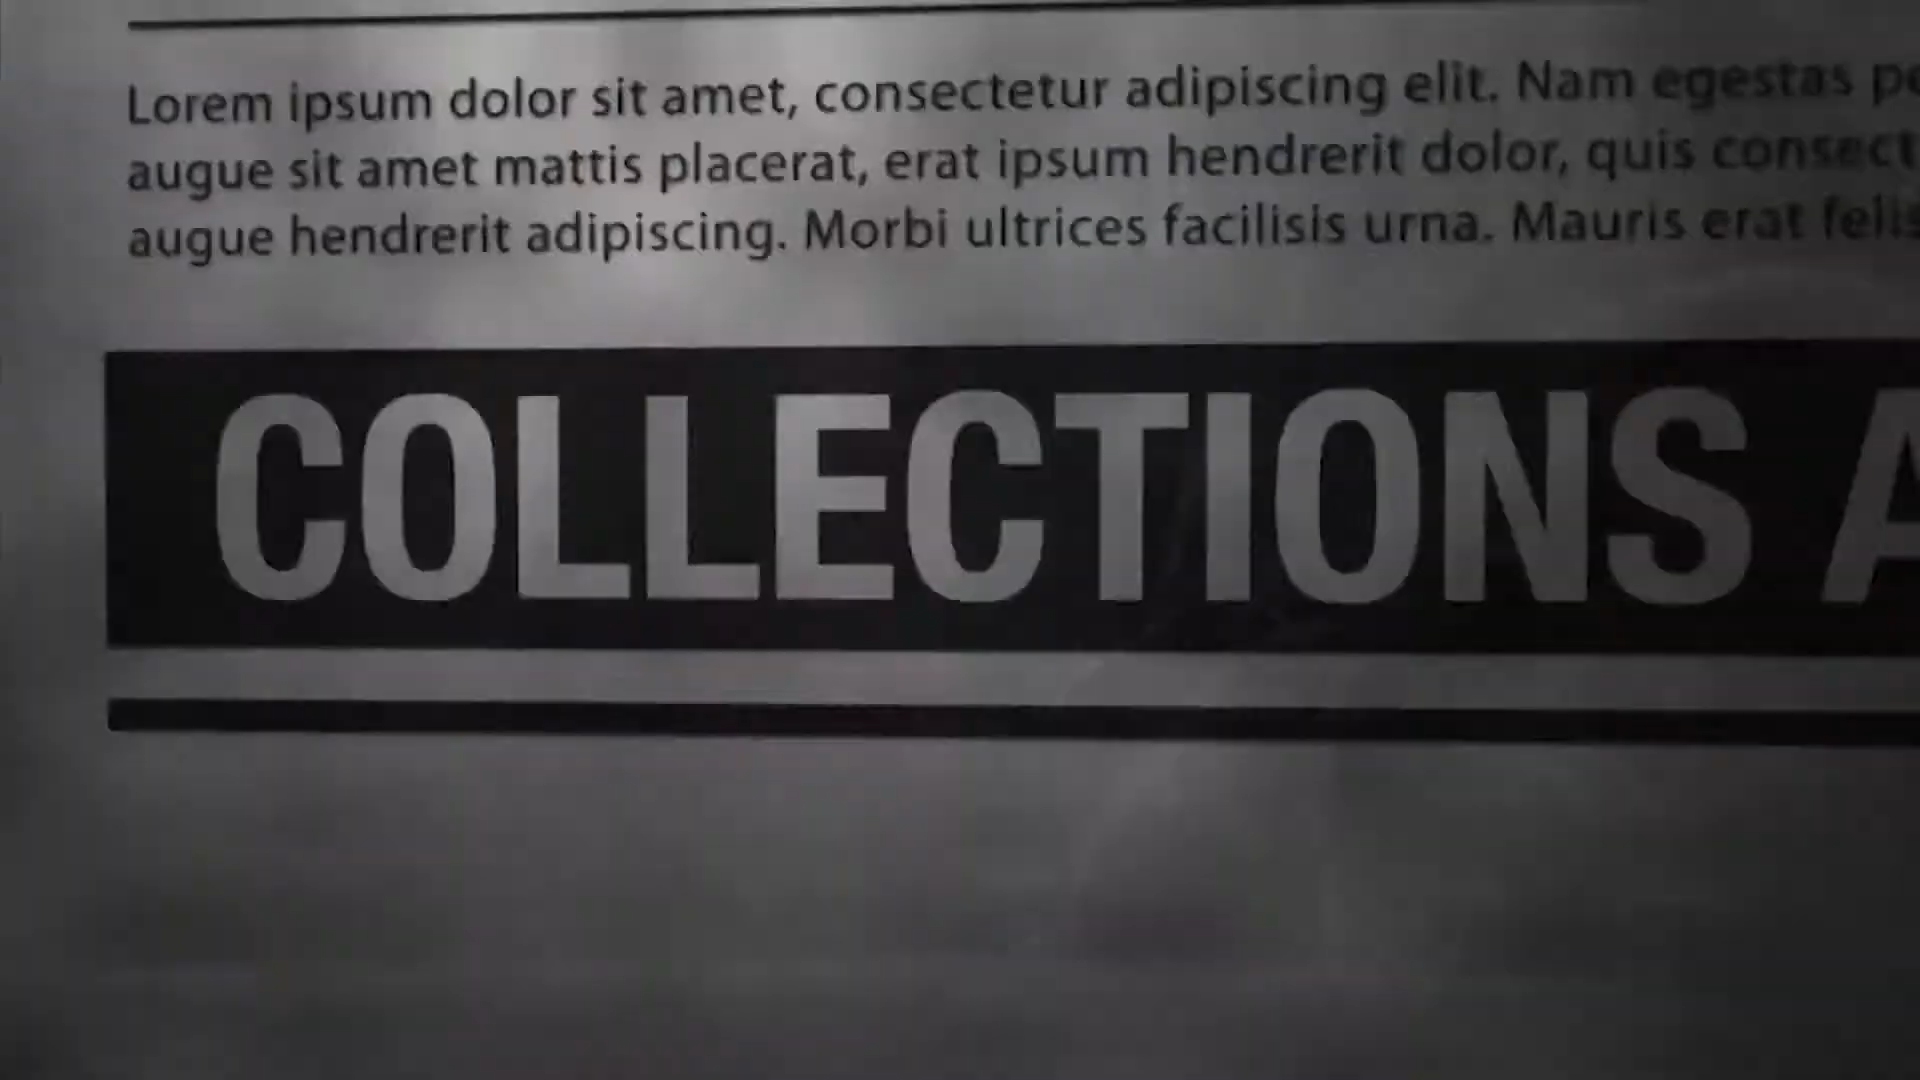 Lorem ipsum dolor sit amet, consectetur adipiscing elit. Nam egestas
augue sit amet mattis placerat, erat ipsum hendrerit dolor, quis
augue hendrerit adipiscing. Morbi ultrices facilisis urna. Mauris erat
COLLECTIONS